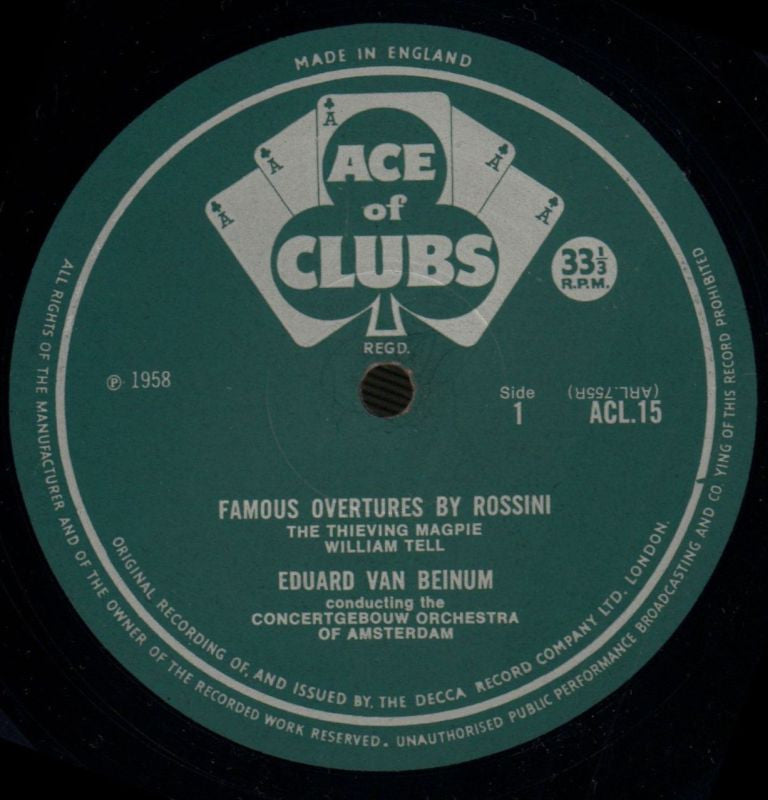 MADE IN ENGLAND
A
A
A
A
A
ACE
of
CLUBS
REGD.
33⅓
R.P.M.
℗ 1958
Side
1
(ARL.755R)
ACL.15
FAMOUS OVERTURES BY ROSSINI
THE THIEVING MAGPIE
WILLIAM TELL
EDUARD VAN BEINUM
conducting the
CONCERTGEBOUW ORCHESTRA
OF AMSTERDAM
ORIGINAL RECORDING OF, AND ISSUED BY, THE DECCA RECORD COMPANY LTD. LONDON.
ALL RIGHTS OF THE MANUFACTURER AND OF THE OWNER OF THE RECORDED WORK RESERVED. UNAUTHORISED PUBLIC PERFORMANCE BROADCASTING AND CO YING OF THIS RECORD PROHIBITED